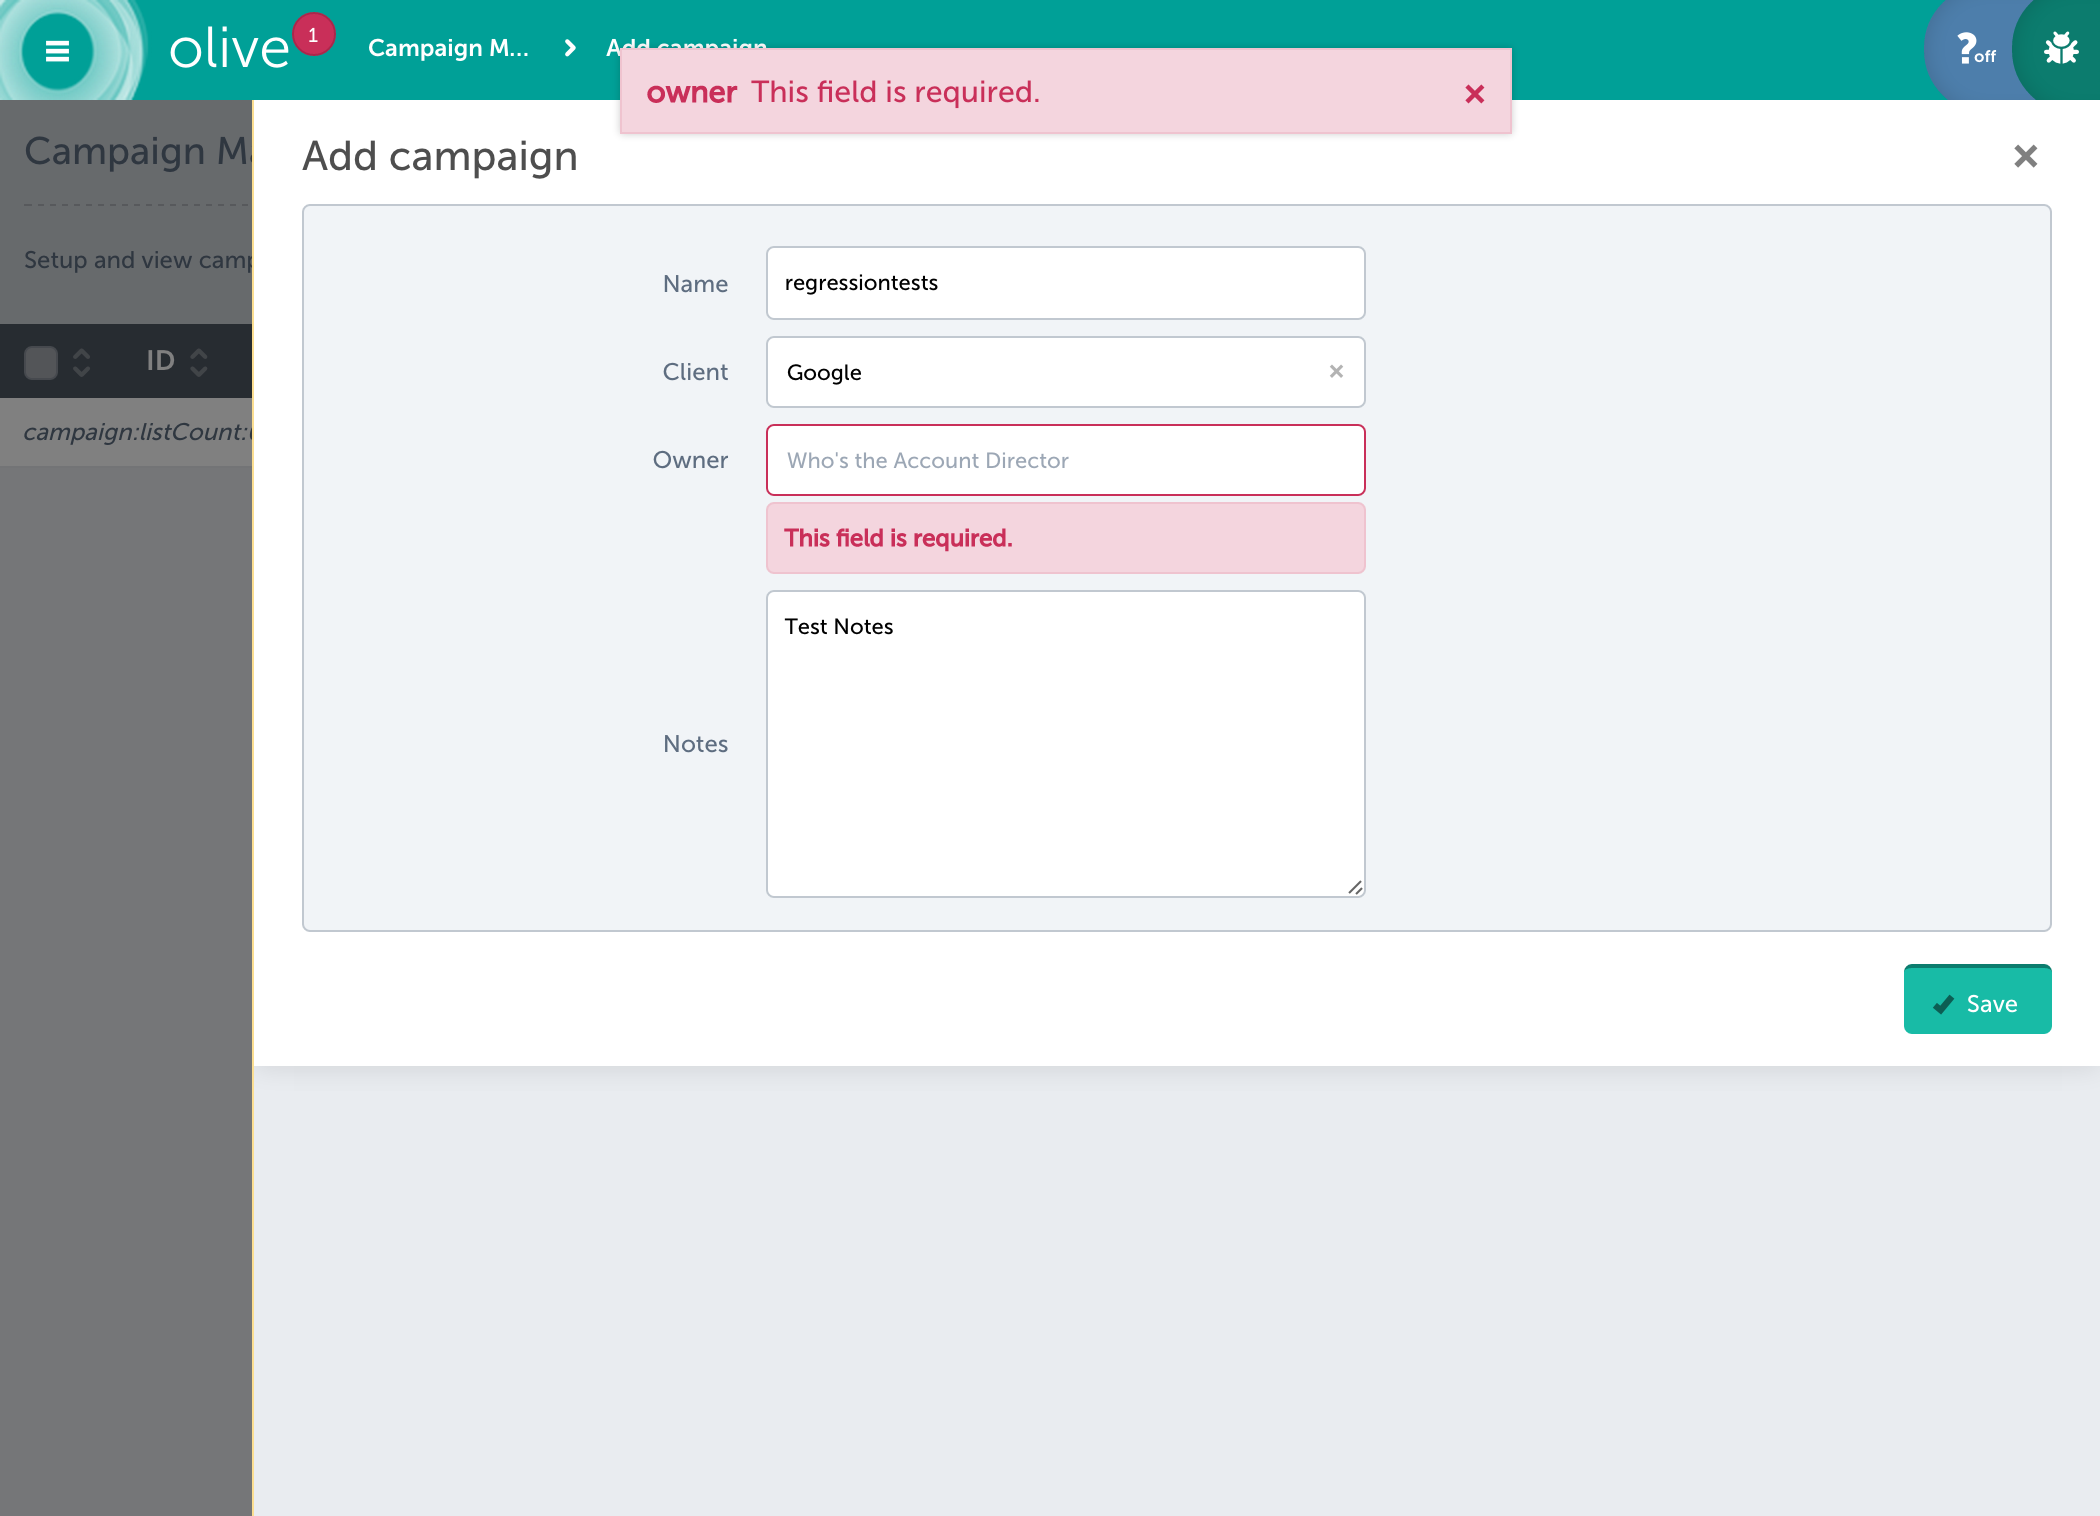 olive
1
Campaign M...
Add campaign
?off
owner This field is required.
Add campaign
Campaign Ma
Setup and view camp
ID
campaign:listCount:
Name
regressiontests
Client
Google
Owner
Who's the Account Director
This field is required.
Notes
Test Notes
Save